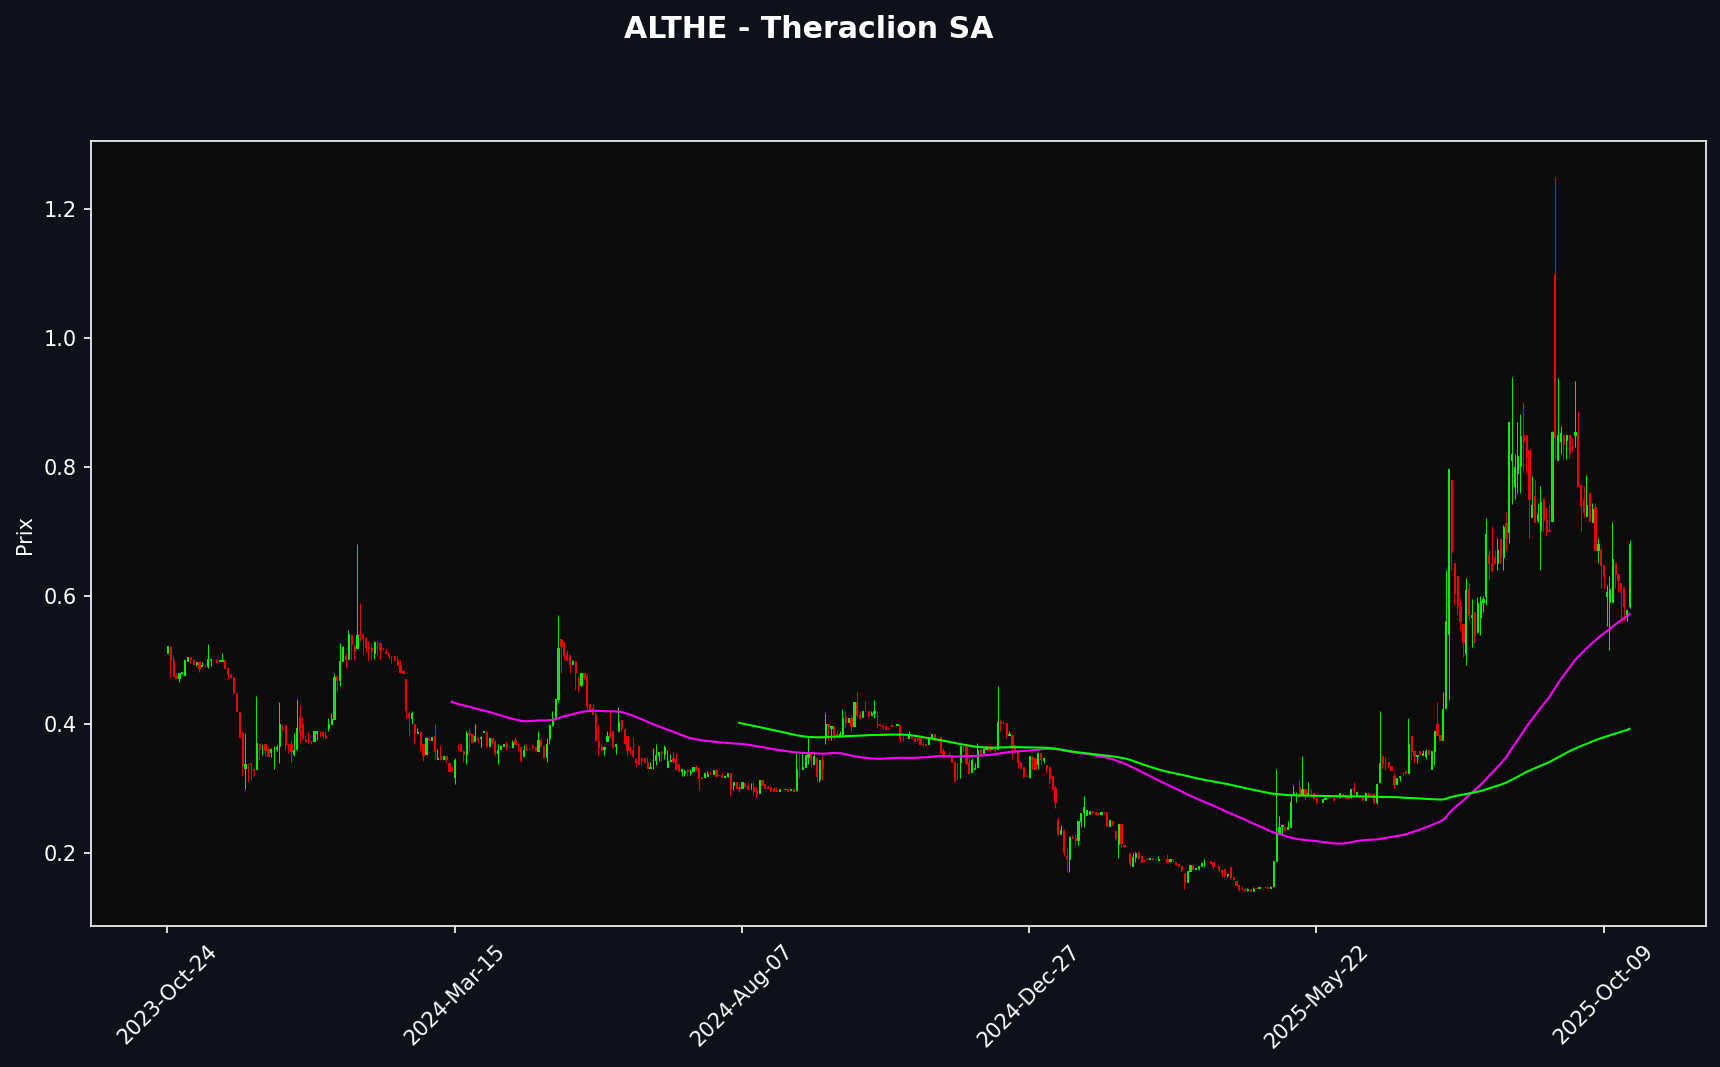 ALTHE - Theraclion SA
Prix
1.2
1.0
0.8
0.6
0.4
0.2
2023-Oct-24
2024-Mar-15
2024-Aug-07
2024-Dec-27
2025-May-22
2025-Oct-09